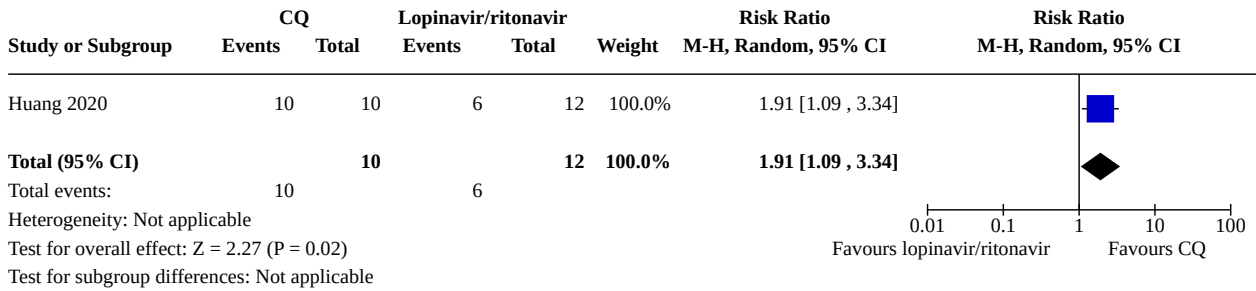 CQ Lopinavir/ritonavir Risk Ratio Risk Ratio
Study or Subgroup Events Total Events Total Weight M-H, Random, 95% CI M-H, Random, 95% CI
Huang 2020 10 10 6 12 100.0% 1.91 [1.09 , 3.34]
Total (95% CI) 10 12 100.0% 1.91 [1.09 , 3.34]
Total events: 10 6
Heterogeneity: Not applicable
0.01 0.1 1 10 100
Test for overall effect: Z = 2.27 (P = 0.02) Favours lopinavir/ritonavir Favours CQ
Test for subgroup differences: Not applicable